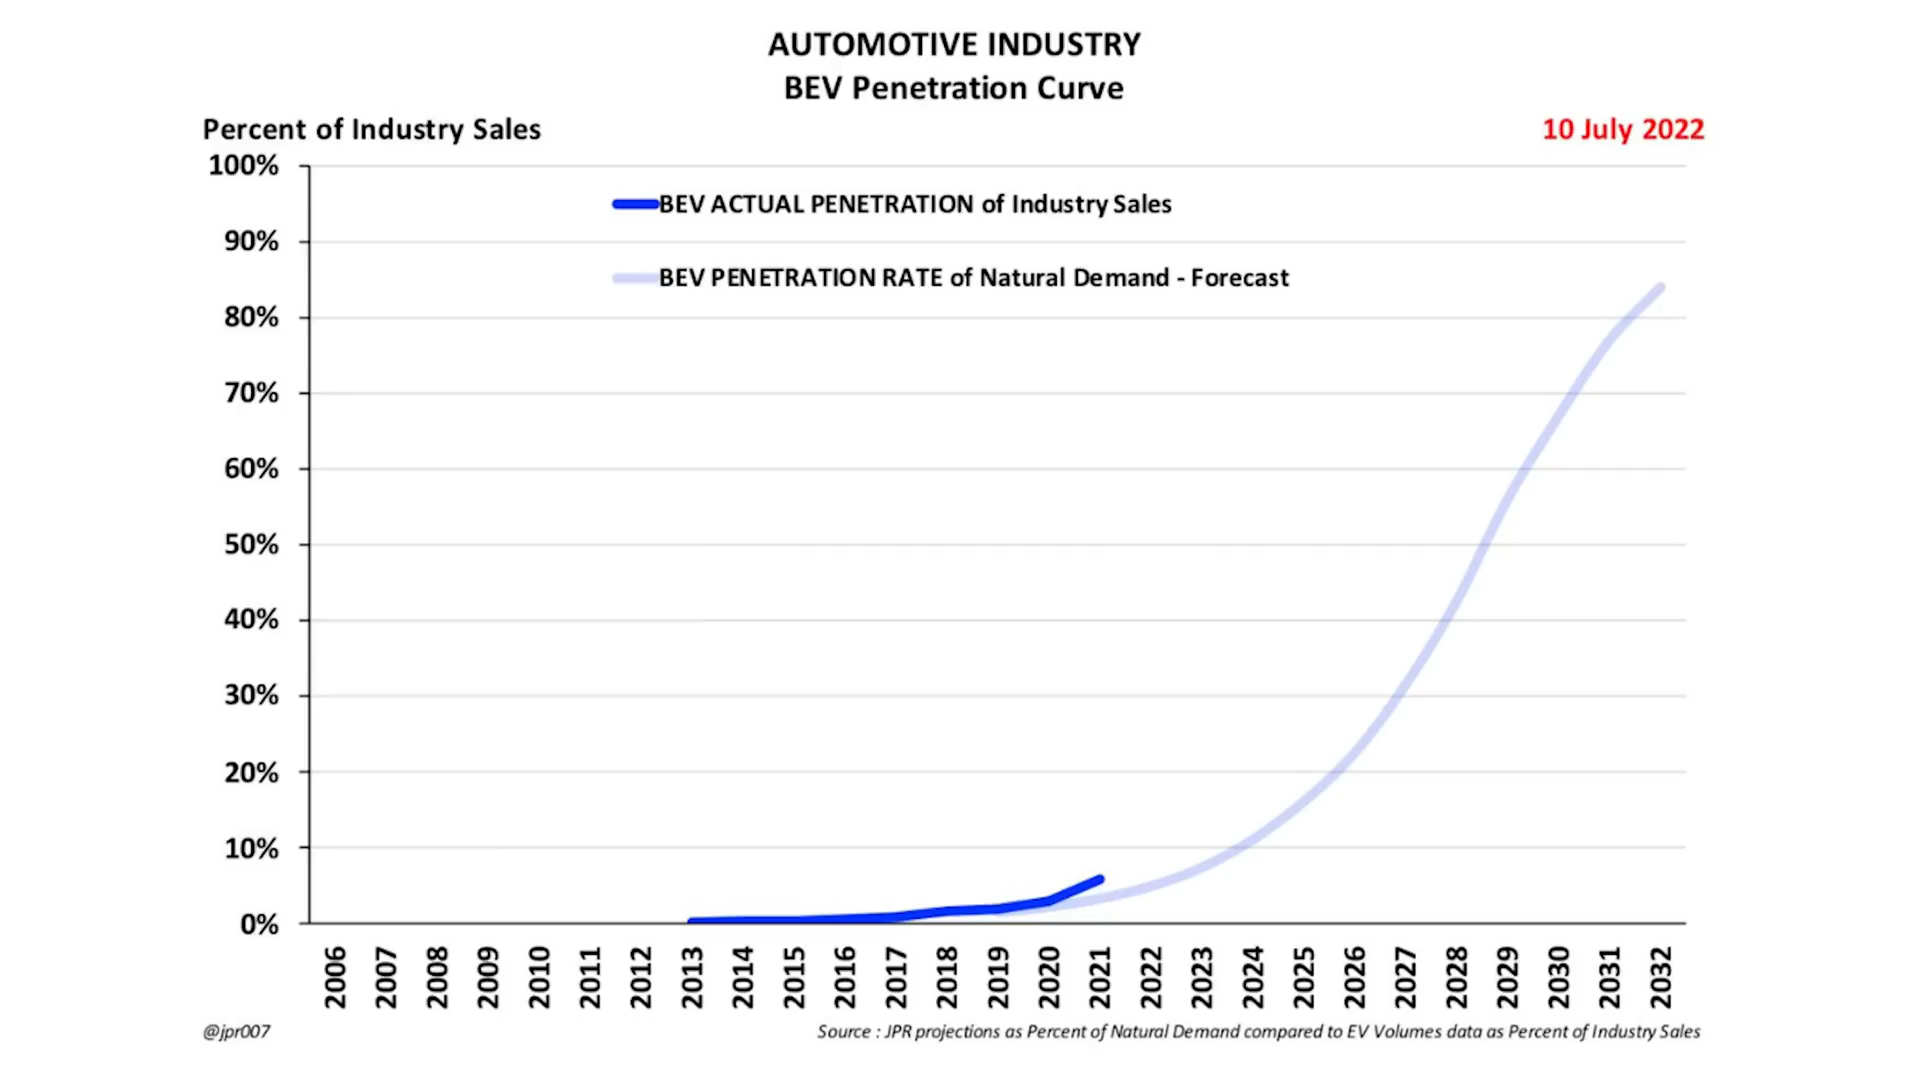 AUTOMOTIVE INDUSTRY
BEV Penetration Curve
Percent of Industry Sales
10 July 2022
100%
BEV ACTUAL PENETRATION of Industry Sales
90%
BEV PENETRATION RATE of Natural Demand - Forecast
80%
70%
60%
50%
40%
30%
20%
10%
0%
2006 2007 2008 2009 2010 2011 2012 2013 2014 2015 2016 2017 2018 2019 2020 2021 2022 2023 2024 2025 2026 2027 2028 2029 2030 2031 2032
@jpr007
Source : JPR projections as Percent of Natural Demand compared to EV Volumes data as Percent of Industry Sales